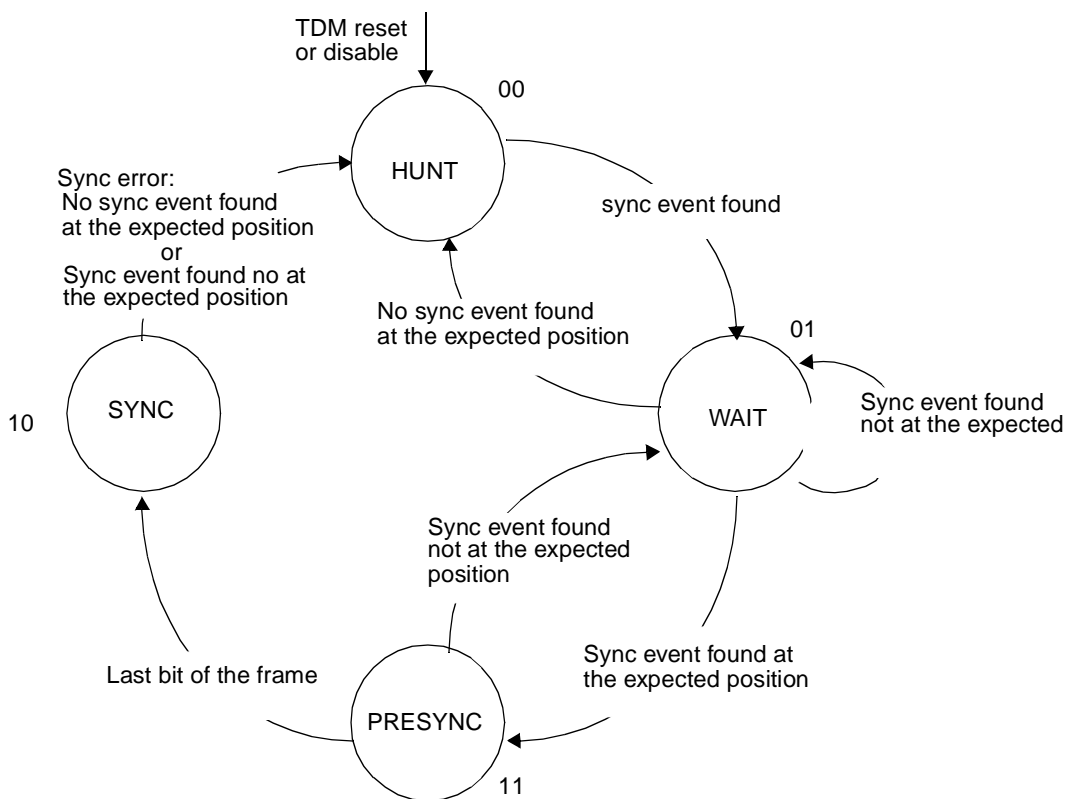 TDM reset
or disable
00
HUNT
Sync error:
No sync event found
at the expected position
or
Sync event found no at
the expected position
sync event found
No sync event found
at the expected position
01
WAIT
Sync event found
not at the expected
SYNC
10
Sync event found
not at the expected
position
Sync event found at
the expected position
Last bit of the frame
PRESYNC
11